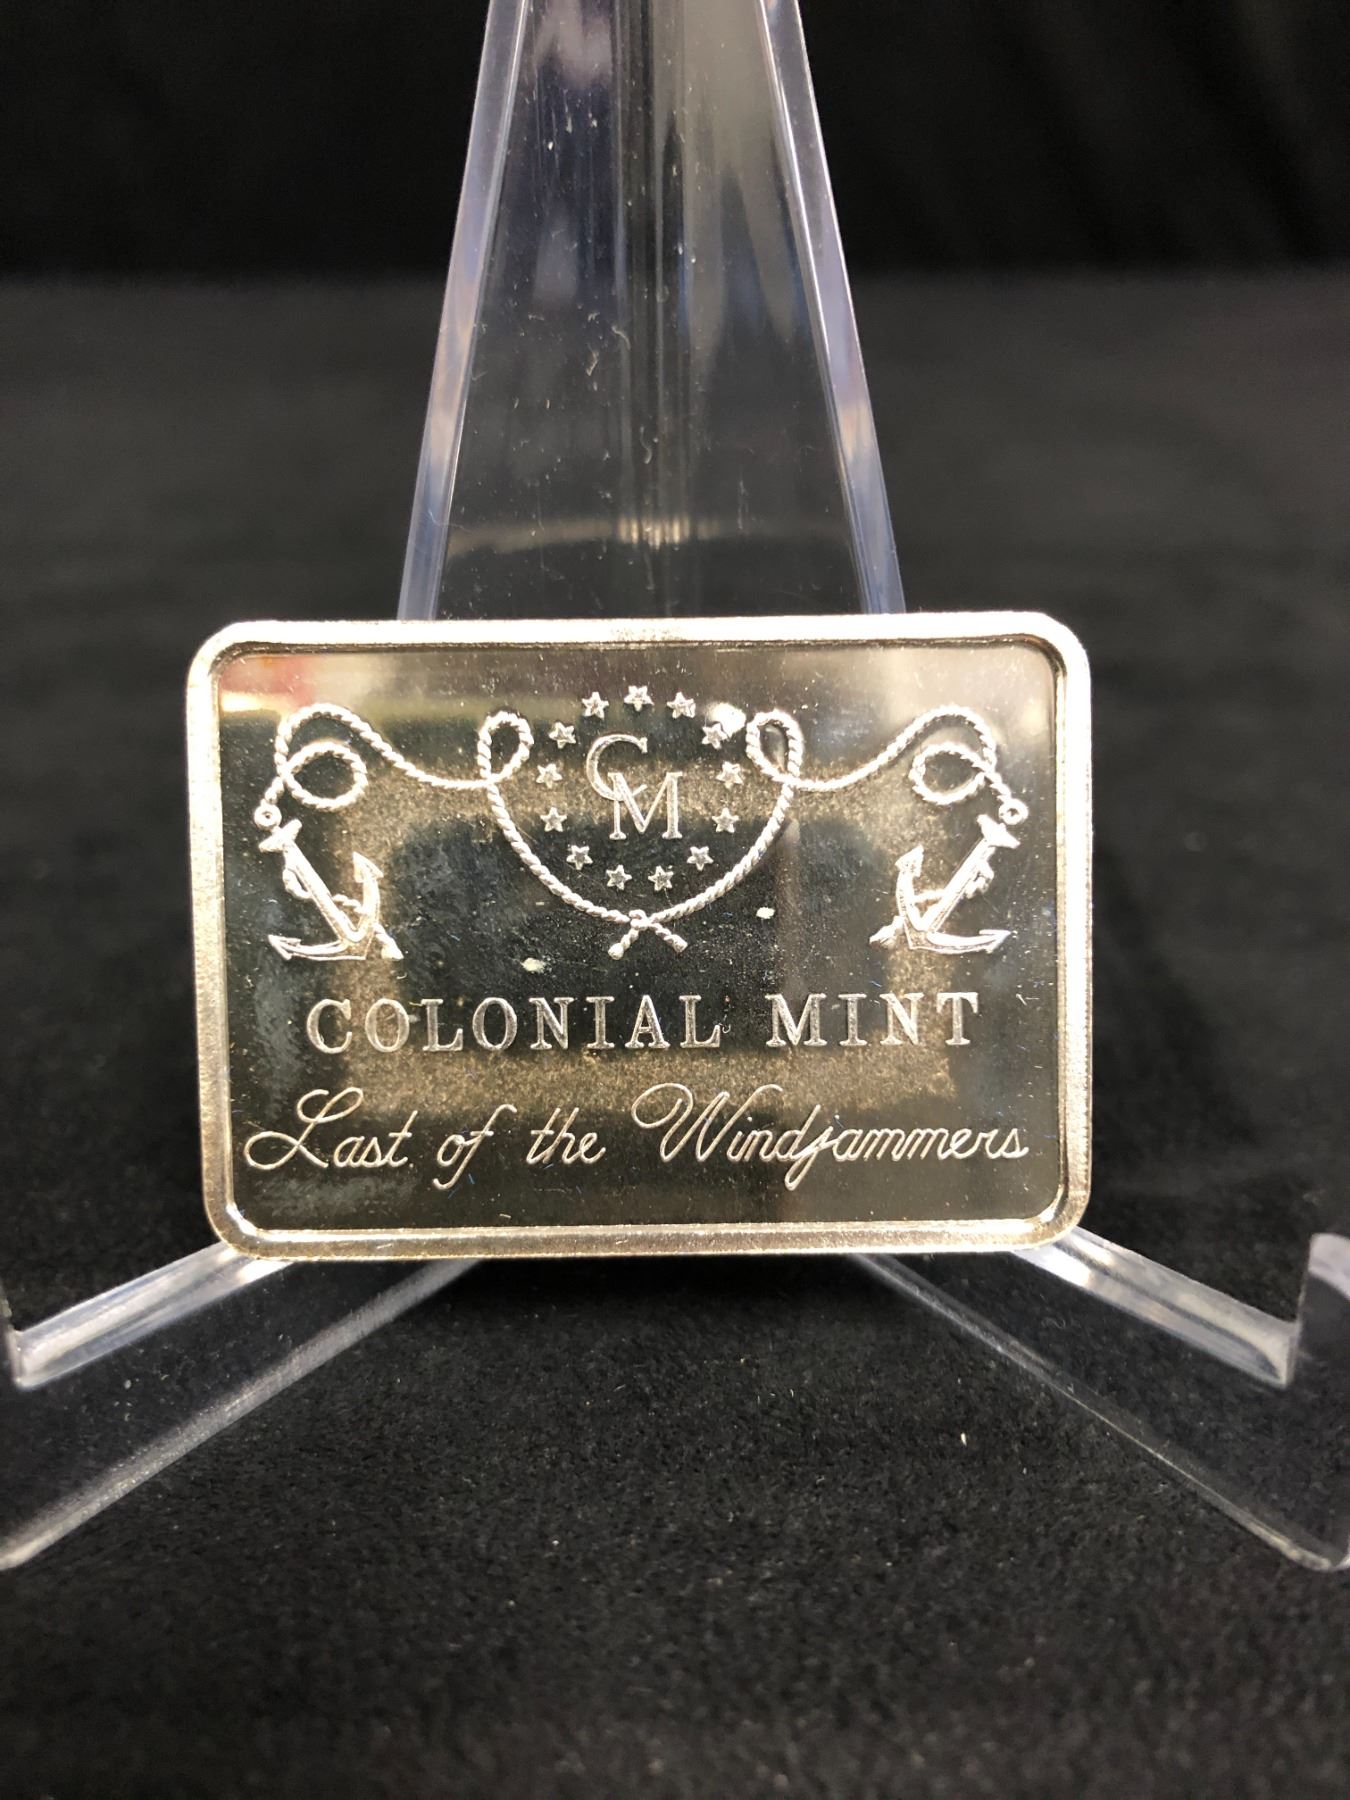 CM
COLONIAL MINT
Last of the Windjammers